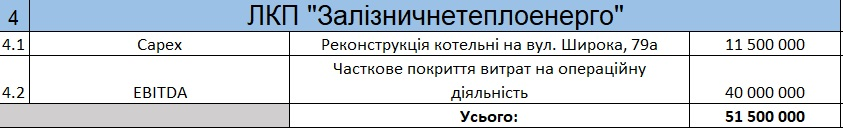 4 ЛКП "Залізничнетеплоенерго"
4.1 Capex Реконструкція котельні на вул. Широка, 79а 11 500 000
Часткове покриття витрат на операційну
4.2 EBITDA діяльність 40 000 000
Усього: 51 500 000